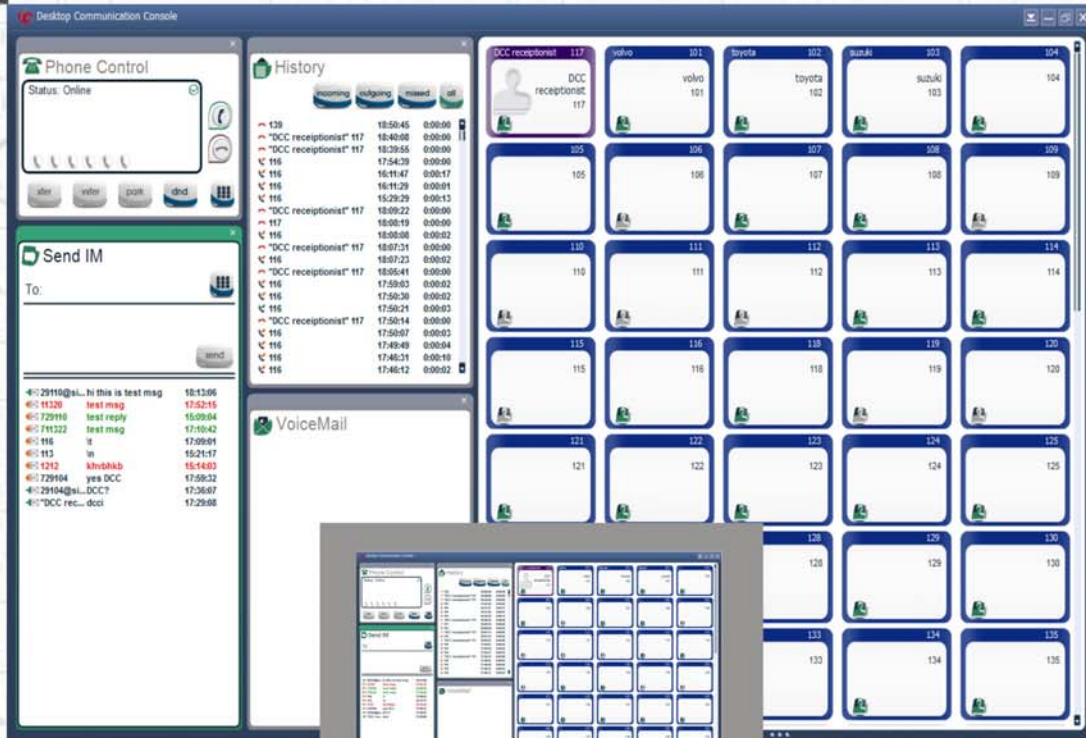 Desktop Communication Console
Phone Control
Status: Online
xfer vxfer park dnd
Send IM
To:
send
29110@si... hi this is test msg 18:13:06
11320 test msg 17:52:15
729110 test reply 15:09:04
711322 test msg 17:10:42
116 \t 17:09:01
113 \n 15:21:17
1212 khvbhkb 15:14:03
729104 yes DCC 17:59:32
29104@si... DCC? 17:36:07
"DCC rec... dcci 17:29:08
History
incoming outgoing missed all
139 18:50:45 0:00:00
"DCC receiptionist" 117 18:40:08 0:00:00
"DCC receiptionist" 117 18:39:55 0:00:00
116 17:54:39 0:00:00
116 16:11:47 0:00:17
116 16:11:29 0:00:01
116 15:29:29 0:00:13
"DCC receiptionist" 117 18:09:22 0:00:00
117 18:08:19 0:00:00
116 18:08:08 0:00:02
"DCC receiptionist" 117 18:07:31 0:00:00
116 18:07:23 0:00:02
"DCC receiptionist" 117 18:05:41 0:00:00
116 17:59:03 0:00:02
116 17:50:30 0:00:02
116 17:50:21 0:00:03
"DCC receiptionist" 117 17:50:14 0:00:00
116 17:50:07 0:00:03
116 17:49:49 0:00:04
116 17:46:31 0:00:10
116 17:46:12 0:00:02
VoiceMail
DCC receiptionist 117 volvo 101 toyota 102 suzuki 103 104
DCC volvo toyota suzuki 104
receiptionist 101 102 103
117
105 106 107 108 109
105 106 107 108 109
110 111 112 113 114
110 111 112 113 114
115 116 118 119 120
115 116 118 119 120
121 122 123 124 125
121 122 123 124 125
128 129 130
128 129 130
133 134 135
133 134 135
Phone Control
History
Send IM
VoiceMail